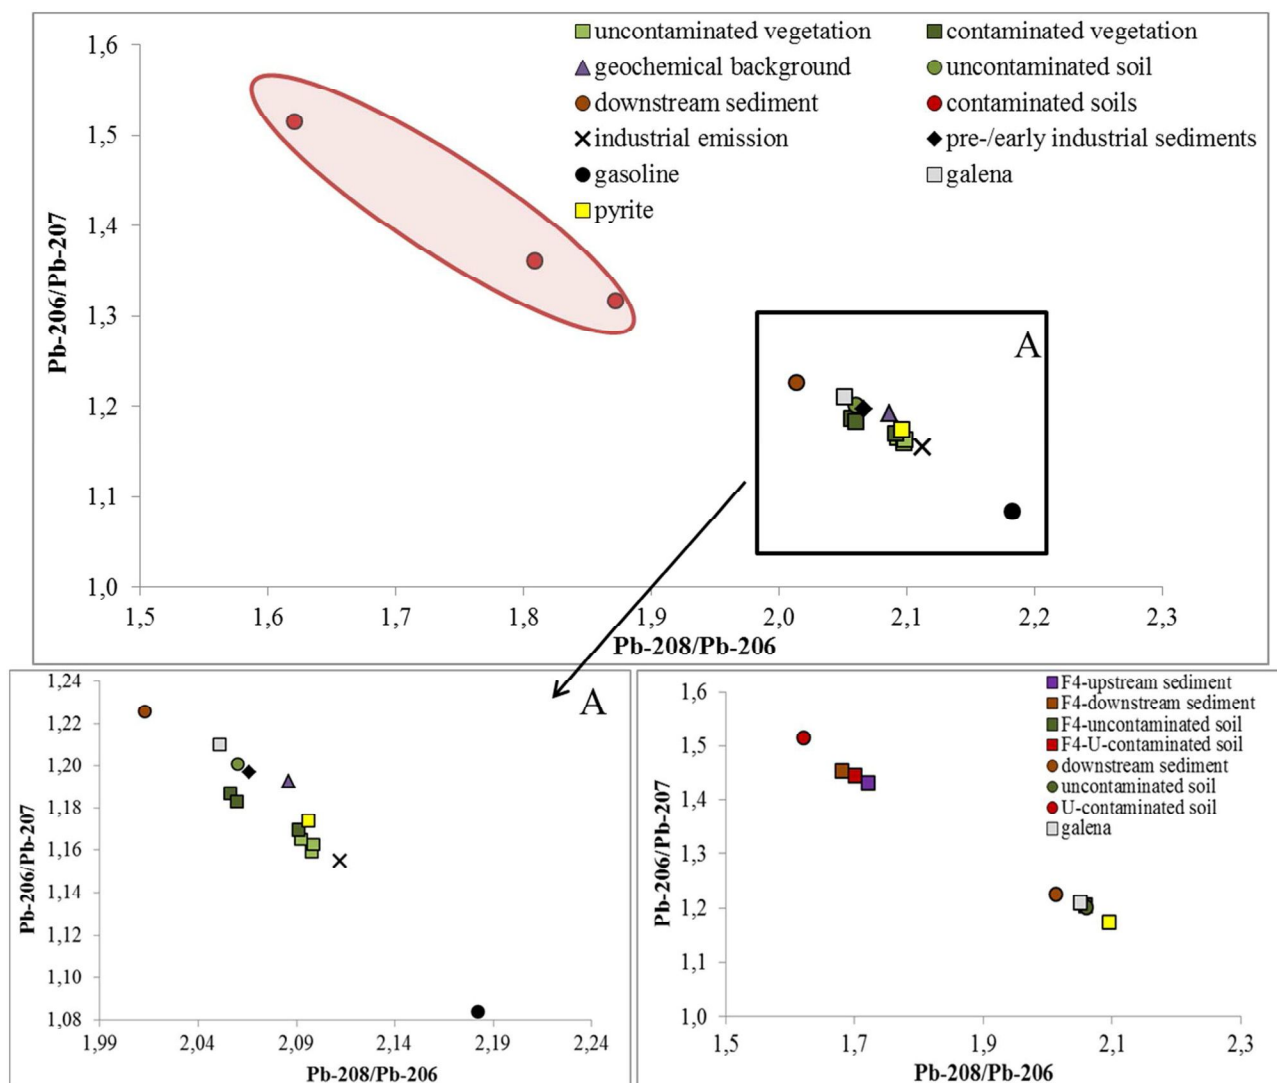 1,6
1,5
1,4
1,3
1,2
1,1
1,0
Pb-206/Pb-207
uncontaminated vegetation
contaminated vegetation
geochemical background
uncontaminated soil
downstream sediment
contaminated soils
industrial emission
pre-/early industrial sediments
gasoline
galena
pyrite
A
1,5 1,6 1,7 1,8 1,9 2,0 2,1 2,2 2,3
Pb-208/Pb-206
1,24
1,22
1,20
1,18
1,16
1,14
1,12
1,10
1,08
Pb-206/Pb-207
A
1,99 2,04 2,09 2,14 2,19 2,24
Pb-208/Pb-206
1,6
1,5
1,4
1,3
1,2
1,1
1,0
Pb-206/Pb-207
F4-upstream sediment
F4-downstream sediment
F4-uncontaminated soil
F4-U-contaminated soil
downstream sediment
uncontaminated soil
U-contaminated soil
galena
1,5 1,7 1,9 2,1 2,3
Pb-208/Pb-206